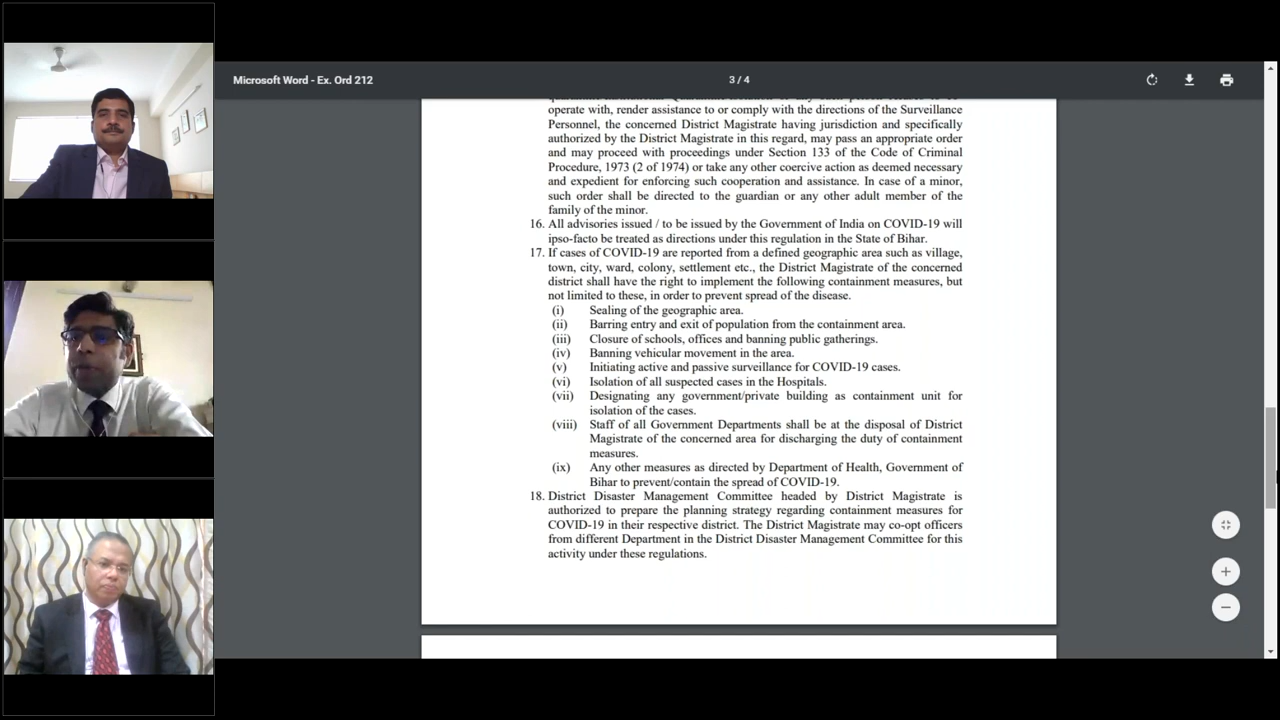 Microsoft Word - Ex. Ord 212
3 / 4
operate with, render assistance to or comply with the directions of the Surveillance
Personnel, the concerned District Magistrate having jurisdiction and specifically
authorized by the District Magistrate in this regard, may pass an appropriate order
and may proceed with proceedings under Section 133 of the Code of Criminal
Procedure, 1973 (2 of 1974) or take any other coercive action as deemed necessary
and expedient for enforcing such cooperation and assistance. In case of a minor,
such order shall be directed to the guardian or any other adult member of the
family of the minor.
16. All advisories issued / to be issued by the Government of India on COVID-19 will
ipso-facto be treated as directions under this regulation in the State of Bihar.
17. If cases of COVID-19 are reported from a defined geographic area such as village,
town, city, ward, colony, settlement etc., the District Magistrate of the concerned
district shall have the right to implement the following containment measures, but
not limited to these, in order to prevent spread of the disease.
(i) Sealing of the geographic area.
(ii) Barring entry and exit of population from the containment area.
(iii) Closure of schools, offices and banning public gatherings.
(iv) Banning vehicular movement in the area.
(v) Initiating active and passive surveillance for COVID-19 cases.
(vi) Isolation of all suspected cases in the Hospitals.
(vii) Designating any government/private building as containment unit for
isolation of the cases.
(viii) Staff of all Government Departments shall be at the disposal of District
Magistrate of the concerned area for discharging the duty of containment
measures.
(ix) Any other measures as directed by Department of Health, Government of
Bihar to prevent/contain the spread of COVID-19.
18. District Disaster Management Committee headed by District Magistrate is
authorized to prepare the planning strategy regarding containment measures for
COVID-19 in their respective district. The District Magistrate may co-opt officers
from different Department in the District Disaster Management Committee for this
activity under these regulations.